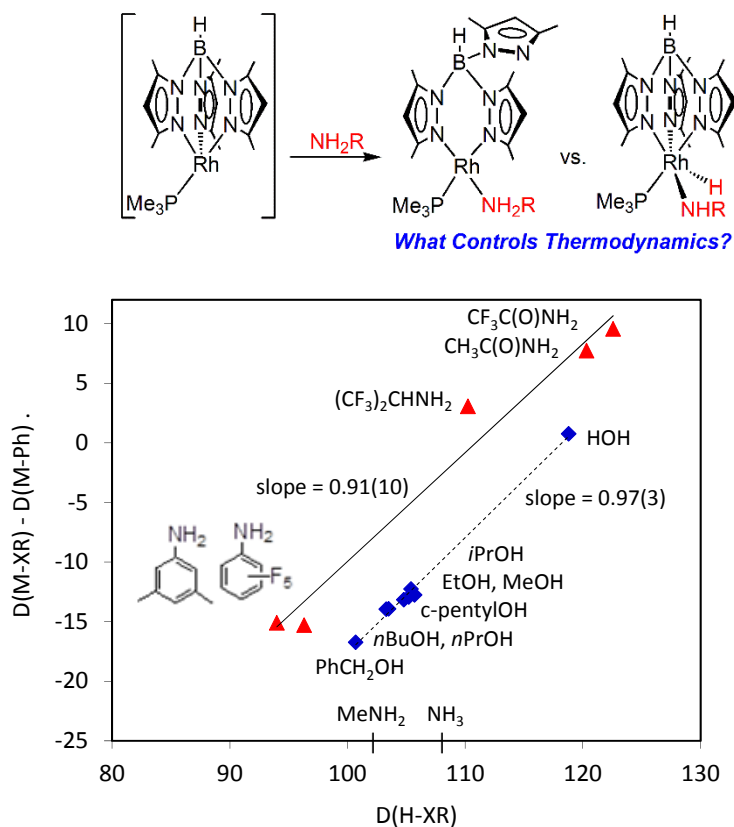 H
B
N N N
N N N
Rh
Me₃P
NH₂R
H
B N N
N N
N N
Rh
Me₃P NH₂R
vs.
H
B
N N N
N N N
Rh H
Me₃P NHR
What Controls Thermodynamics?
D(M-XR) - D(M-Ph) .
10
5
0
-5
-10
-15
-20
-25
CF₃C(O)NH₂
CH₃C(O)NH₂
(CF₃)₂CHNH₂
HOH
slope = 0.91(10)
slope = 0.97(3)
NH₂
NH₂
F₅
iPrOH
EtOH, MeOH
c-pentylOH
nBuOH, nPrOH
PhCH₂OH
MeNH₂ NH₃
80 90 100 110 120 130
D(H-XR)